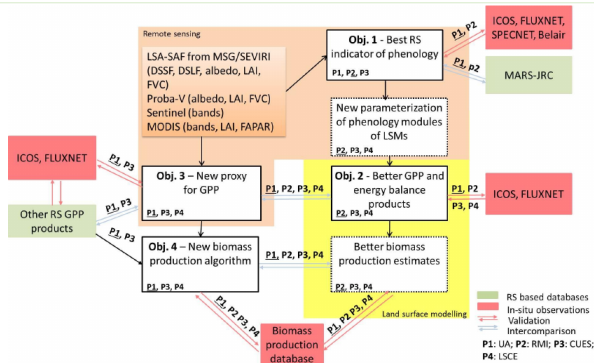 Remote sensing
LSA-SAF from MSG/SEVIRI
(DSSF, DSLF, albedo, LAI,
FVC)
Proba-V (albedo, LAI, FVC)
Sentinel (bands)
MODIS (bands, LAI, FAPAR)
Obj. 1 - Best RS
indicator of phenology
P1, P2, P3
P1, P2
ICOS, FLUXNET,
SPECNET, Belair
P1, P2
MARS-JRC
New parameterization
of phenology modules
of LSMs
P2, P3, P4
ICOS, FLUXNET
P1, P3
Obj. 3 – New proxy
for GPP
P1, P3, P4
P1, P2, P3, P4
Obj. 2 - Better GPP and
energy balance
products
P2, P3, P4
P1, P2
P3, P4
ICOS, FLUXNET
Other RS GPP
products
P1, P3
P1, P3
Obj. 4 – New biomass
production algorithm
P1, P3, P4
P1, P2, P3, P4
Better biomass
production estimates
P2, P3, P4
Land surface modelling
P1, P2 P3, P4
P1, P2 P3, P4
Biomass
production
database
RS based databases
In-situ observations
Validation
Intercomparison
P1: UA; P2: RMI; P3: CUES;
P4: LSCE